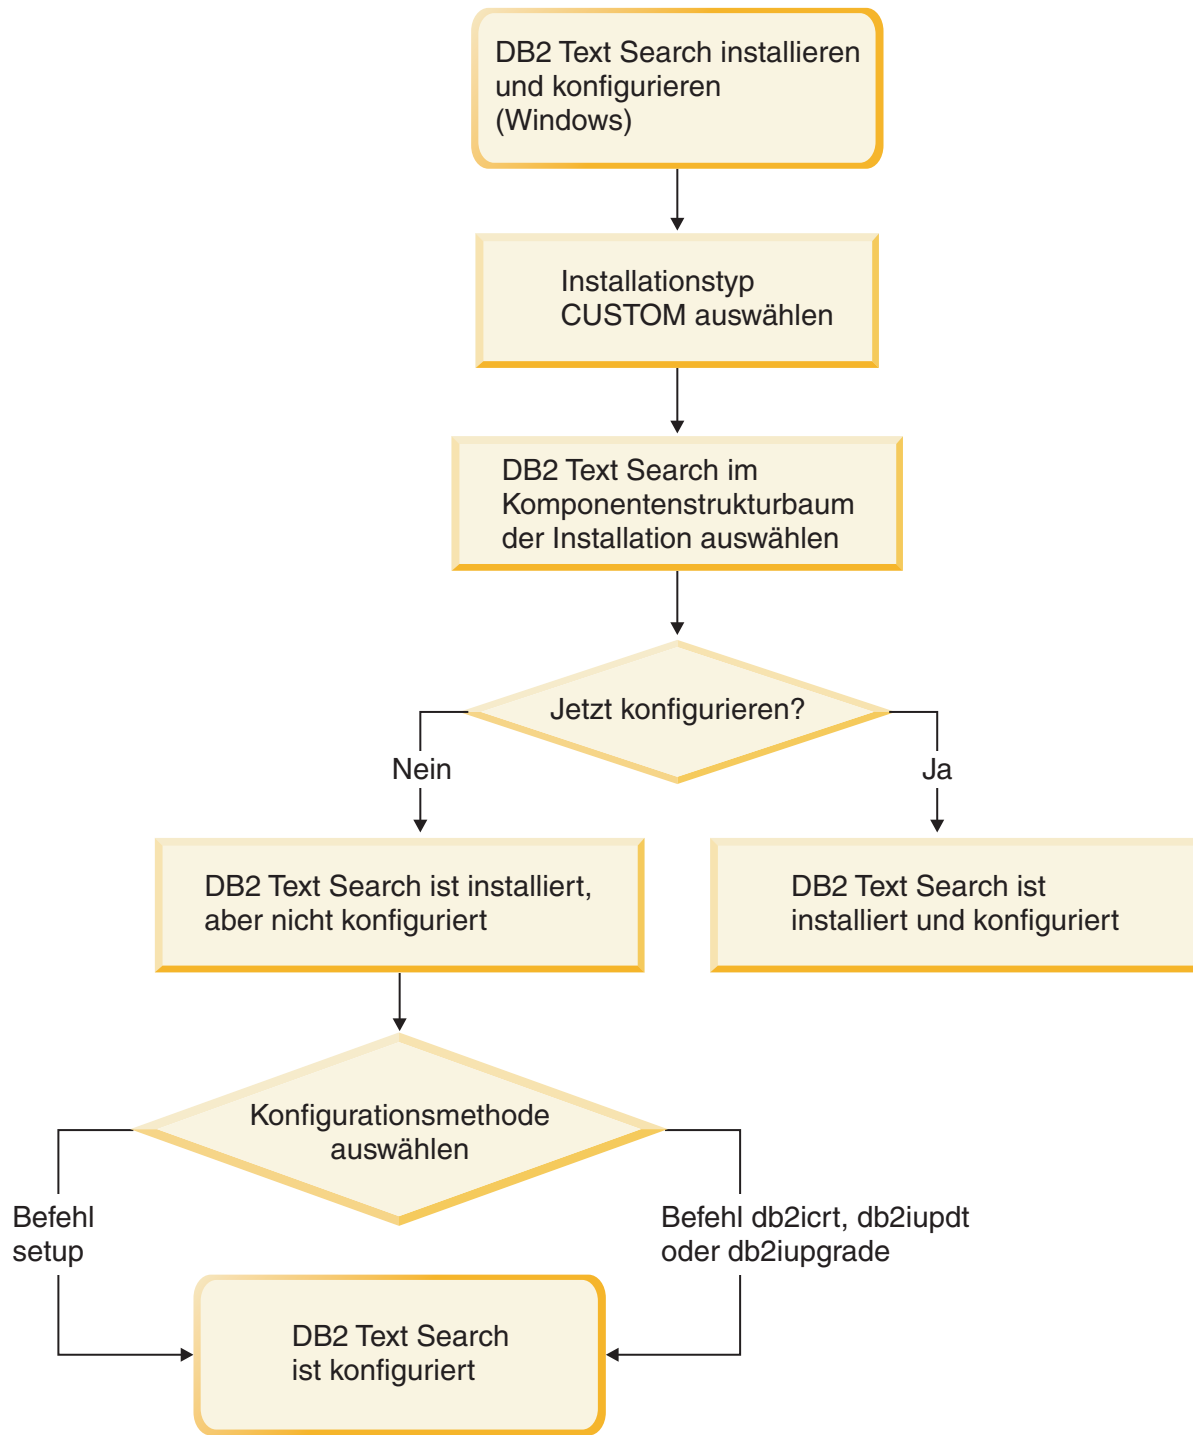 DB2 Text Search installieren
und konfigurieren
(Windows)
Installationstyp
CUSTOM auswählen
DB2 Text Search im
Komponentenstrukturbaum
der Installation auswählen
Jetzt konfigurieren?
Nein
Ja
DB2 Text Search ist installiert,
aber nicht konfiguriert
DB2 Text Search ist
installiert und konfiguriert
Konfigurationsmethode
auswählen
Befehl
setup
Befehl db2icrt, db2iupdt
oder db2iupgrade
DB2 Text Search
ist konfiguriert